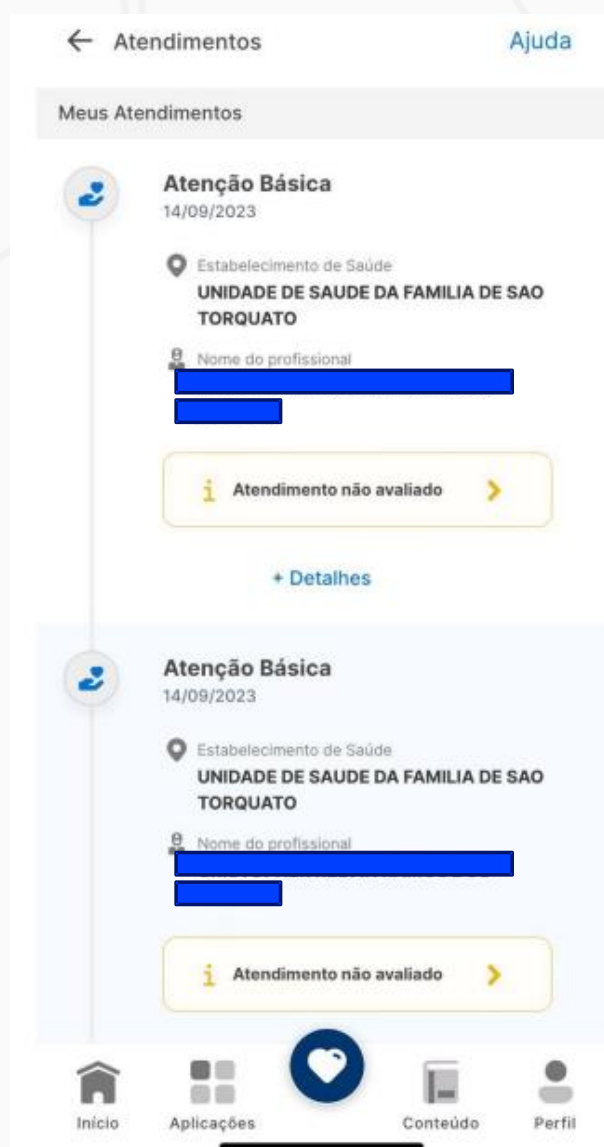 Atendimentos
Ajuda
Meus Atendimentos
Atenção Básica
14/09/2023
Estabelecimento de Saúde
UNIDADE DE SAUDE DA FAMILIA DE SAO
TORQUATO
Nome do profissional
Atendimento não avaliado
+ Detalhes
Atenção Básica
14/09/2023
Estabelecimento de Saúde
UNIDADE DE SAUDE DA FAMILIA DE SAO
TORQUATO
Nome do profissional
Atendimento não avaliado
Início
Aplicações
Conteúdo
Perfil